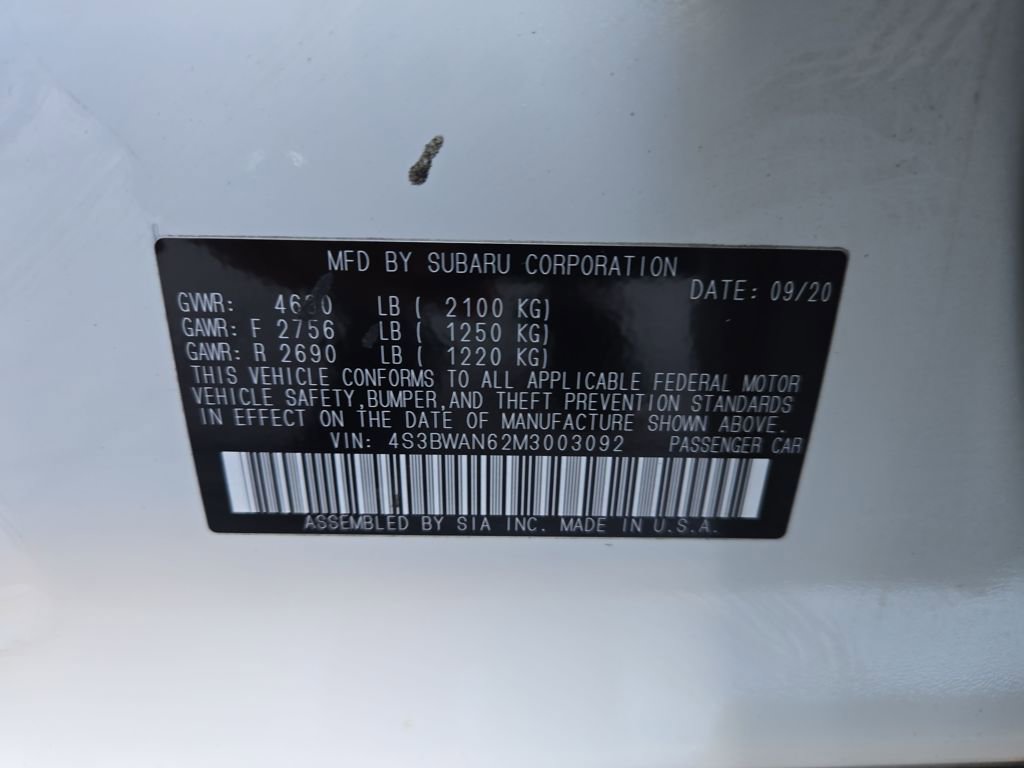 MFD BY SUBARU CORPORATION
DATE: 09/20
GVWR: 4630 LB ( 2100 KG)
GAWR: F 2756 LB ( 1250 KG)
GAWR: R 2690 LB ( 1220 KG)
THIS VEHICLE CONFORMS TO ALL APPLICABLE FEDERAL MOTOR
VEHICLE SAFETY,BUMPER,AND THEFT PREVENTION STANDARDS
IN EFFECT ON THE DATE OF MANUFACTURE SHOWN ABOVE.
VIN: 4S3BWAN62M3003092 PASSENGER CAR
ASSEMBLED BY SIA INC. MADE IN U.S.A.